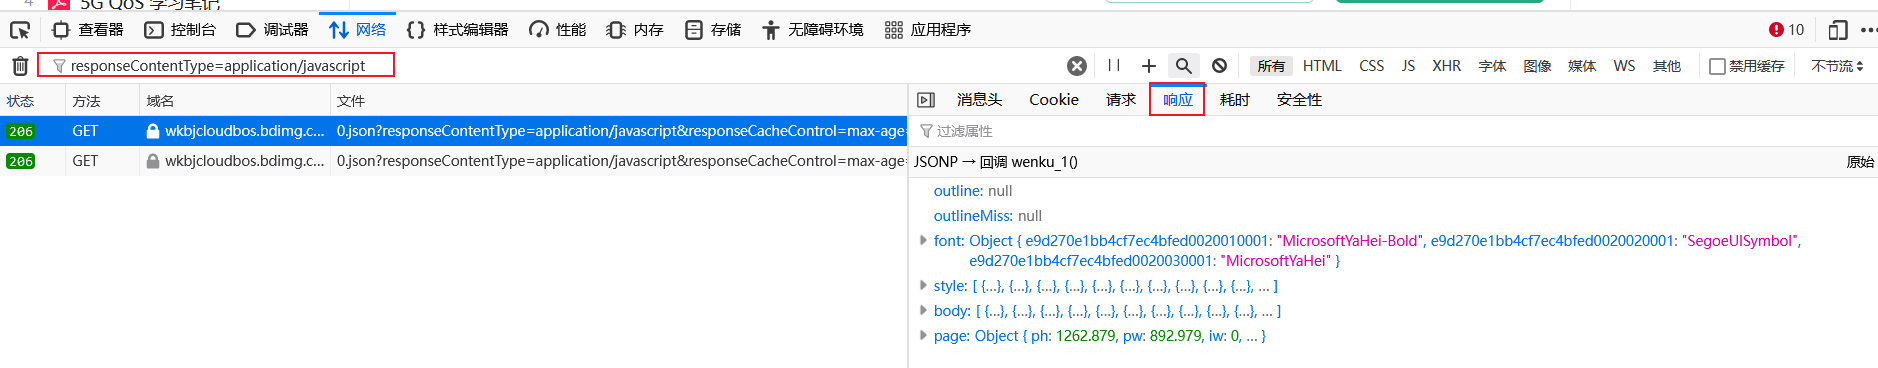 4 5G QoS 学习笔记
查看器 控制台 调试器 网络 样式编辑器 性能 内存 存储 无障碍环境 应用程序 10
responseContentType=application/javascript 所有 HTML CSS JS XHR 字体 图像 媒体 WS 其他 禁用缓存 不节流
状态 方法 域名 文件 消息头 Cookie 请求 响应 耗时 安全性
206 GET wkbjcloudbos.bdimg.c... 0.json?responseContentType=application/javascript&responseCacheControl=max-age= 过滤属性
206 GET wkbjcloudbos.bdimg.c... 0.json?responseContentType=application/javascript&responseCacheControl=max-age= JSONP → 回调 wenku_1() 原始
outline: null
outlineMiss: null
font: Object { e9d270e1bb4cf7ec4bfed0020010001: "MicrosoftYaHei-Bold", e9d270e1bb4cf7ec4bfed0020020001: "SegoeUISymbol",
e9d270e1bb4cf7ec4bfed0020030001: "MicrosoftYaHei" }
style: [ {…}, {…}, {…}, {…}, {…}, {…}, {…}, {…}, {…}, {…}, … ]
body: [ {…}, {…}, {…}, {…}, {…}, {…}, {…}, {…}, {…}, {…}, … ]
page: Object { ph: 1262.879, pw: 892.979, iw: 0, … }